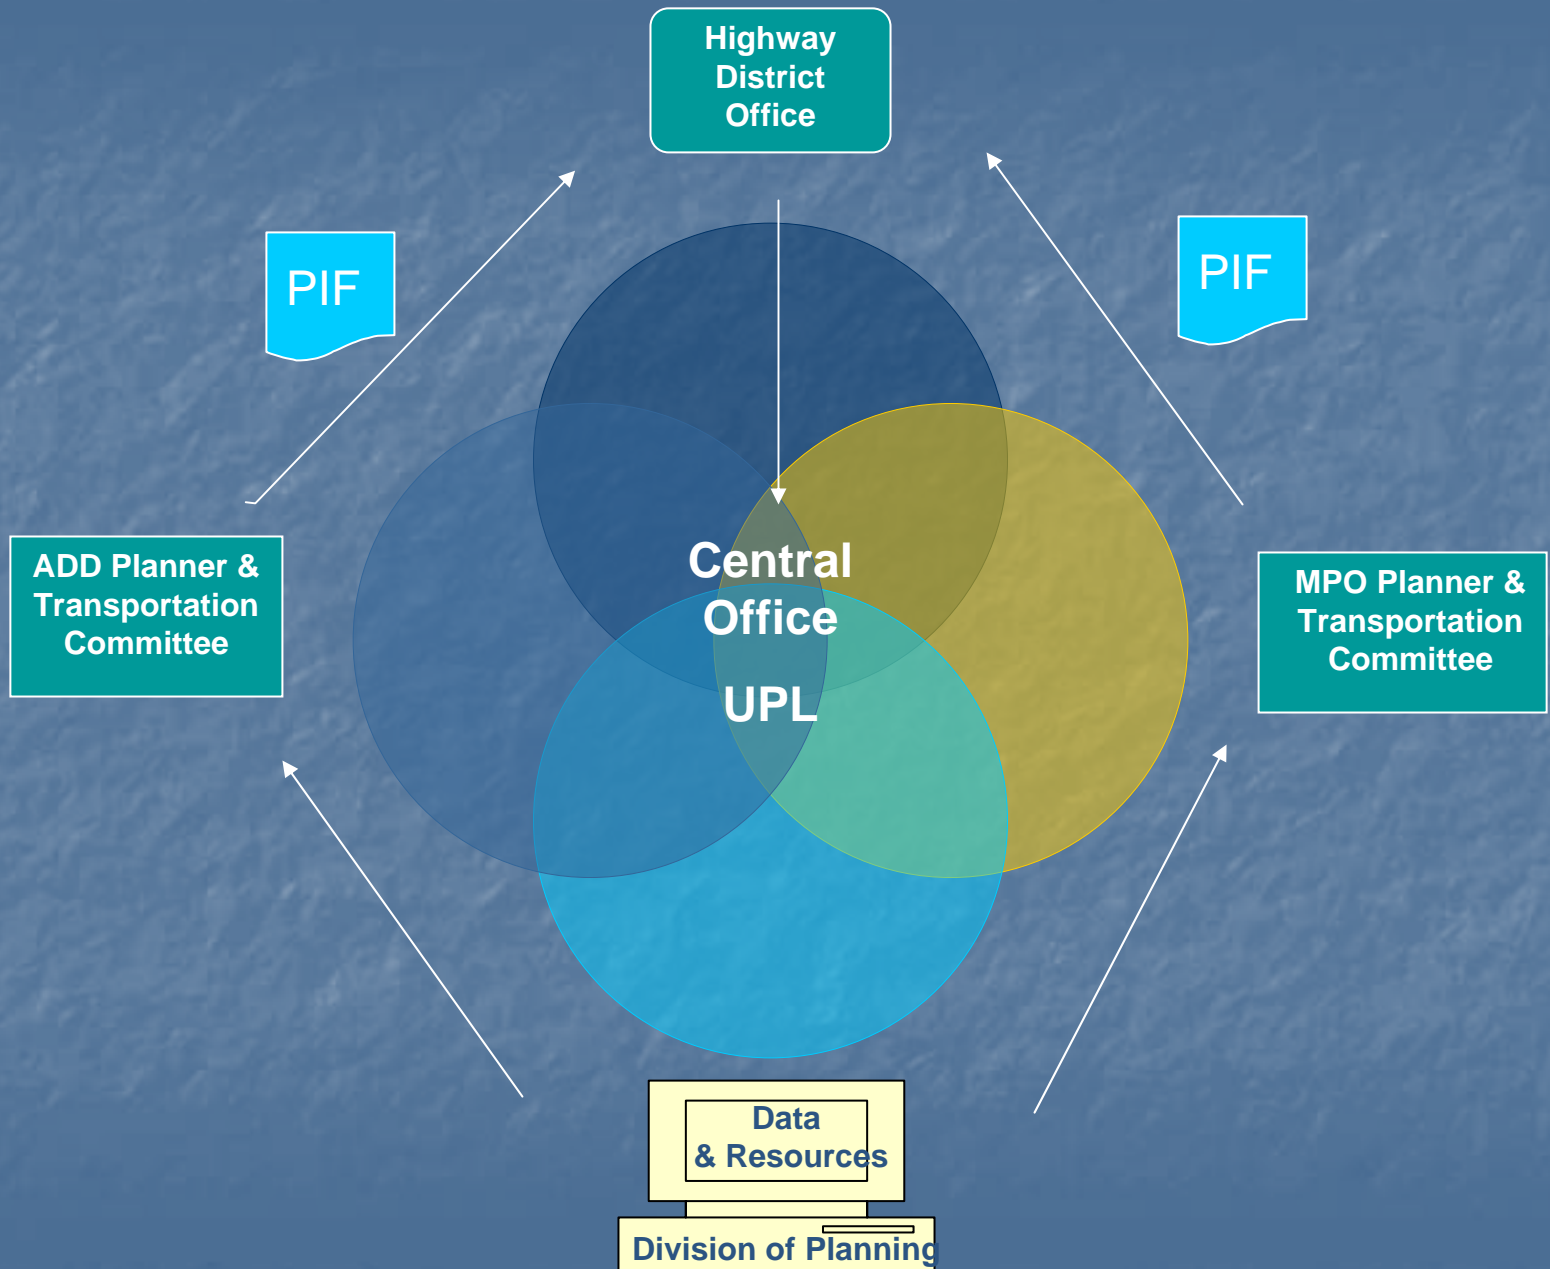 Highway
District
Office
PIF
PIF
ADD Planner &
Transportation
Committee
Central
Office
UPL
MPO Planner &
Transportation
Committee
Data
& Resources
Division of Planning